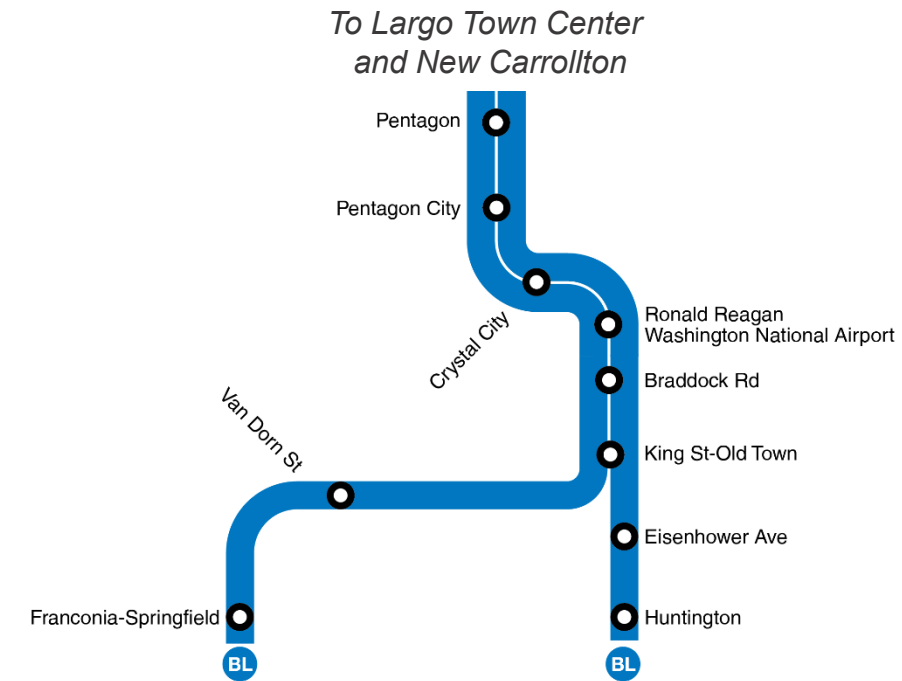 To Largo Town Center
and New Carrollton
Pentagon
Pentagon City
Crystal City
Ronald Reagan
Washington National Airport
Braddock Rd
Van Dorn St
King St-Old Town
Eisenhower Ave
Franconia-Springfield
Huntington
BL
BL